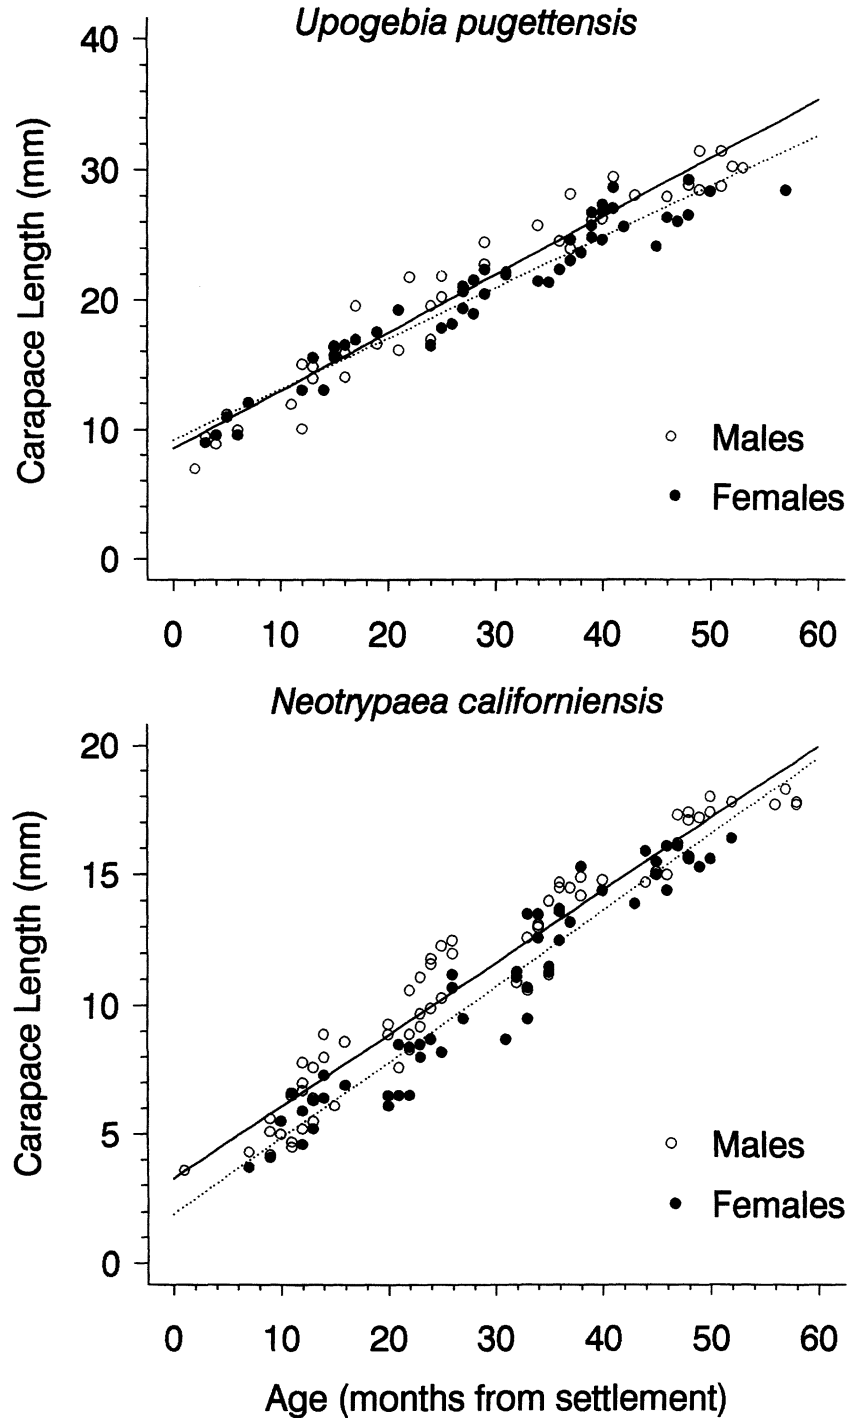 Upogebia pugettensis
40
30
20
10
0
Carapace Length (mm)
Males
Females
0 10 20 30 40 50 60
Neotrypaea californiensis
20
15
10
5
0
Carapace Length (mm)
Males
Females
0 10 20 30 40 50 60
Age (months from settlement)